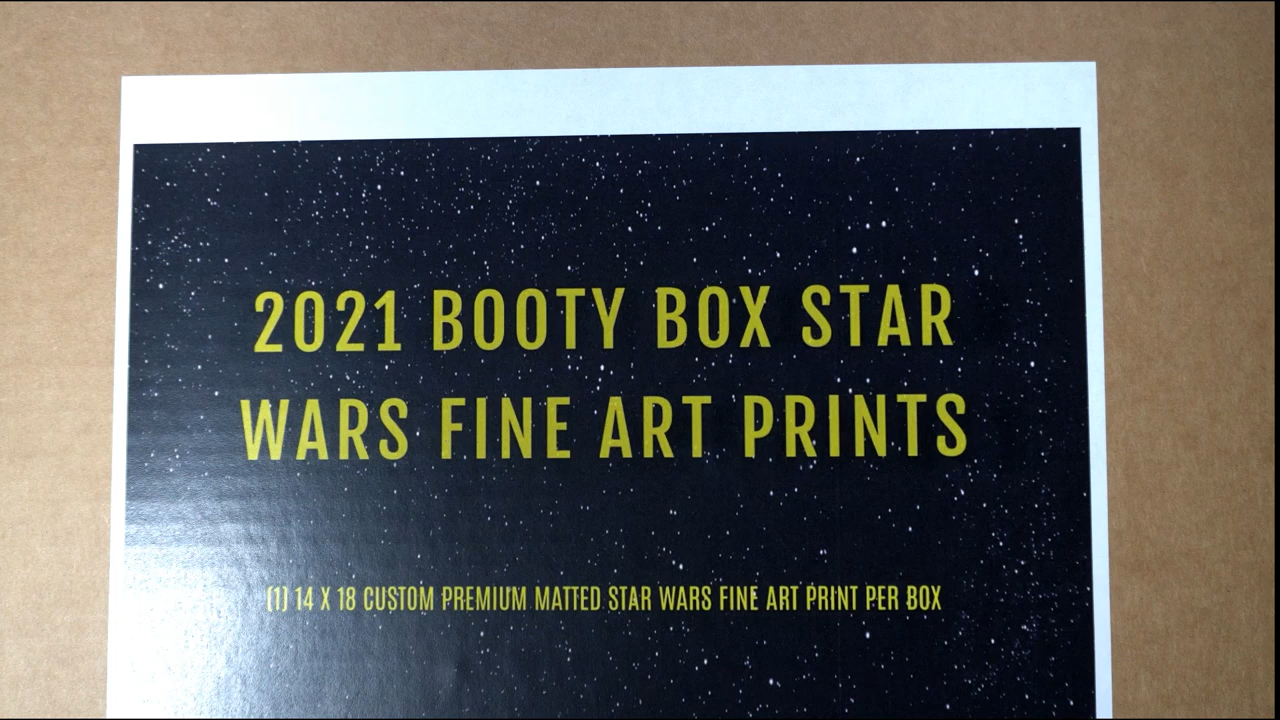 2021 BOOTY BOX STAR
WARS FINE ART PRINTS
(1) 14 X 18 CUSTOM PREMIUM MATTED STAR WARS FINE ART PRINT PER BOX